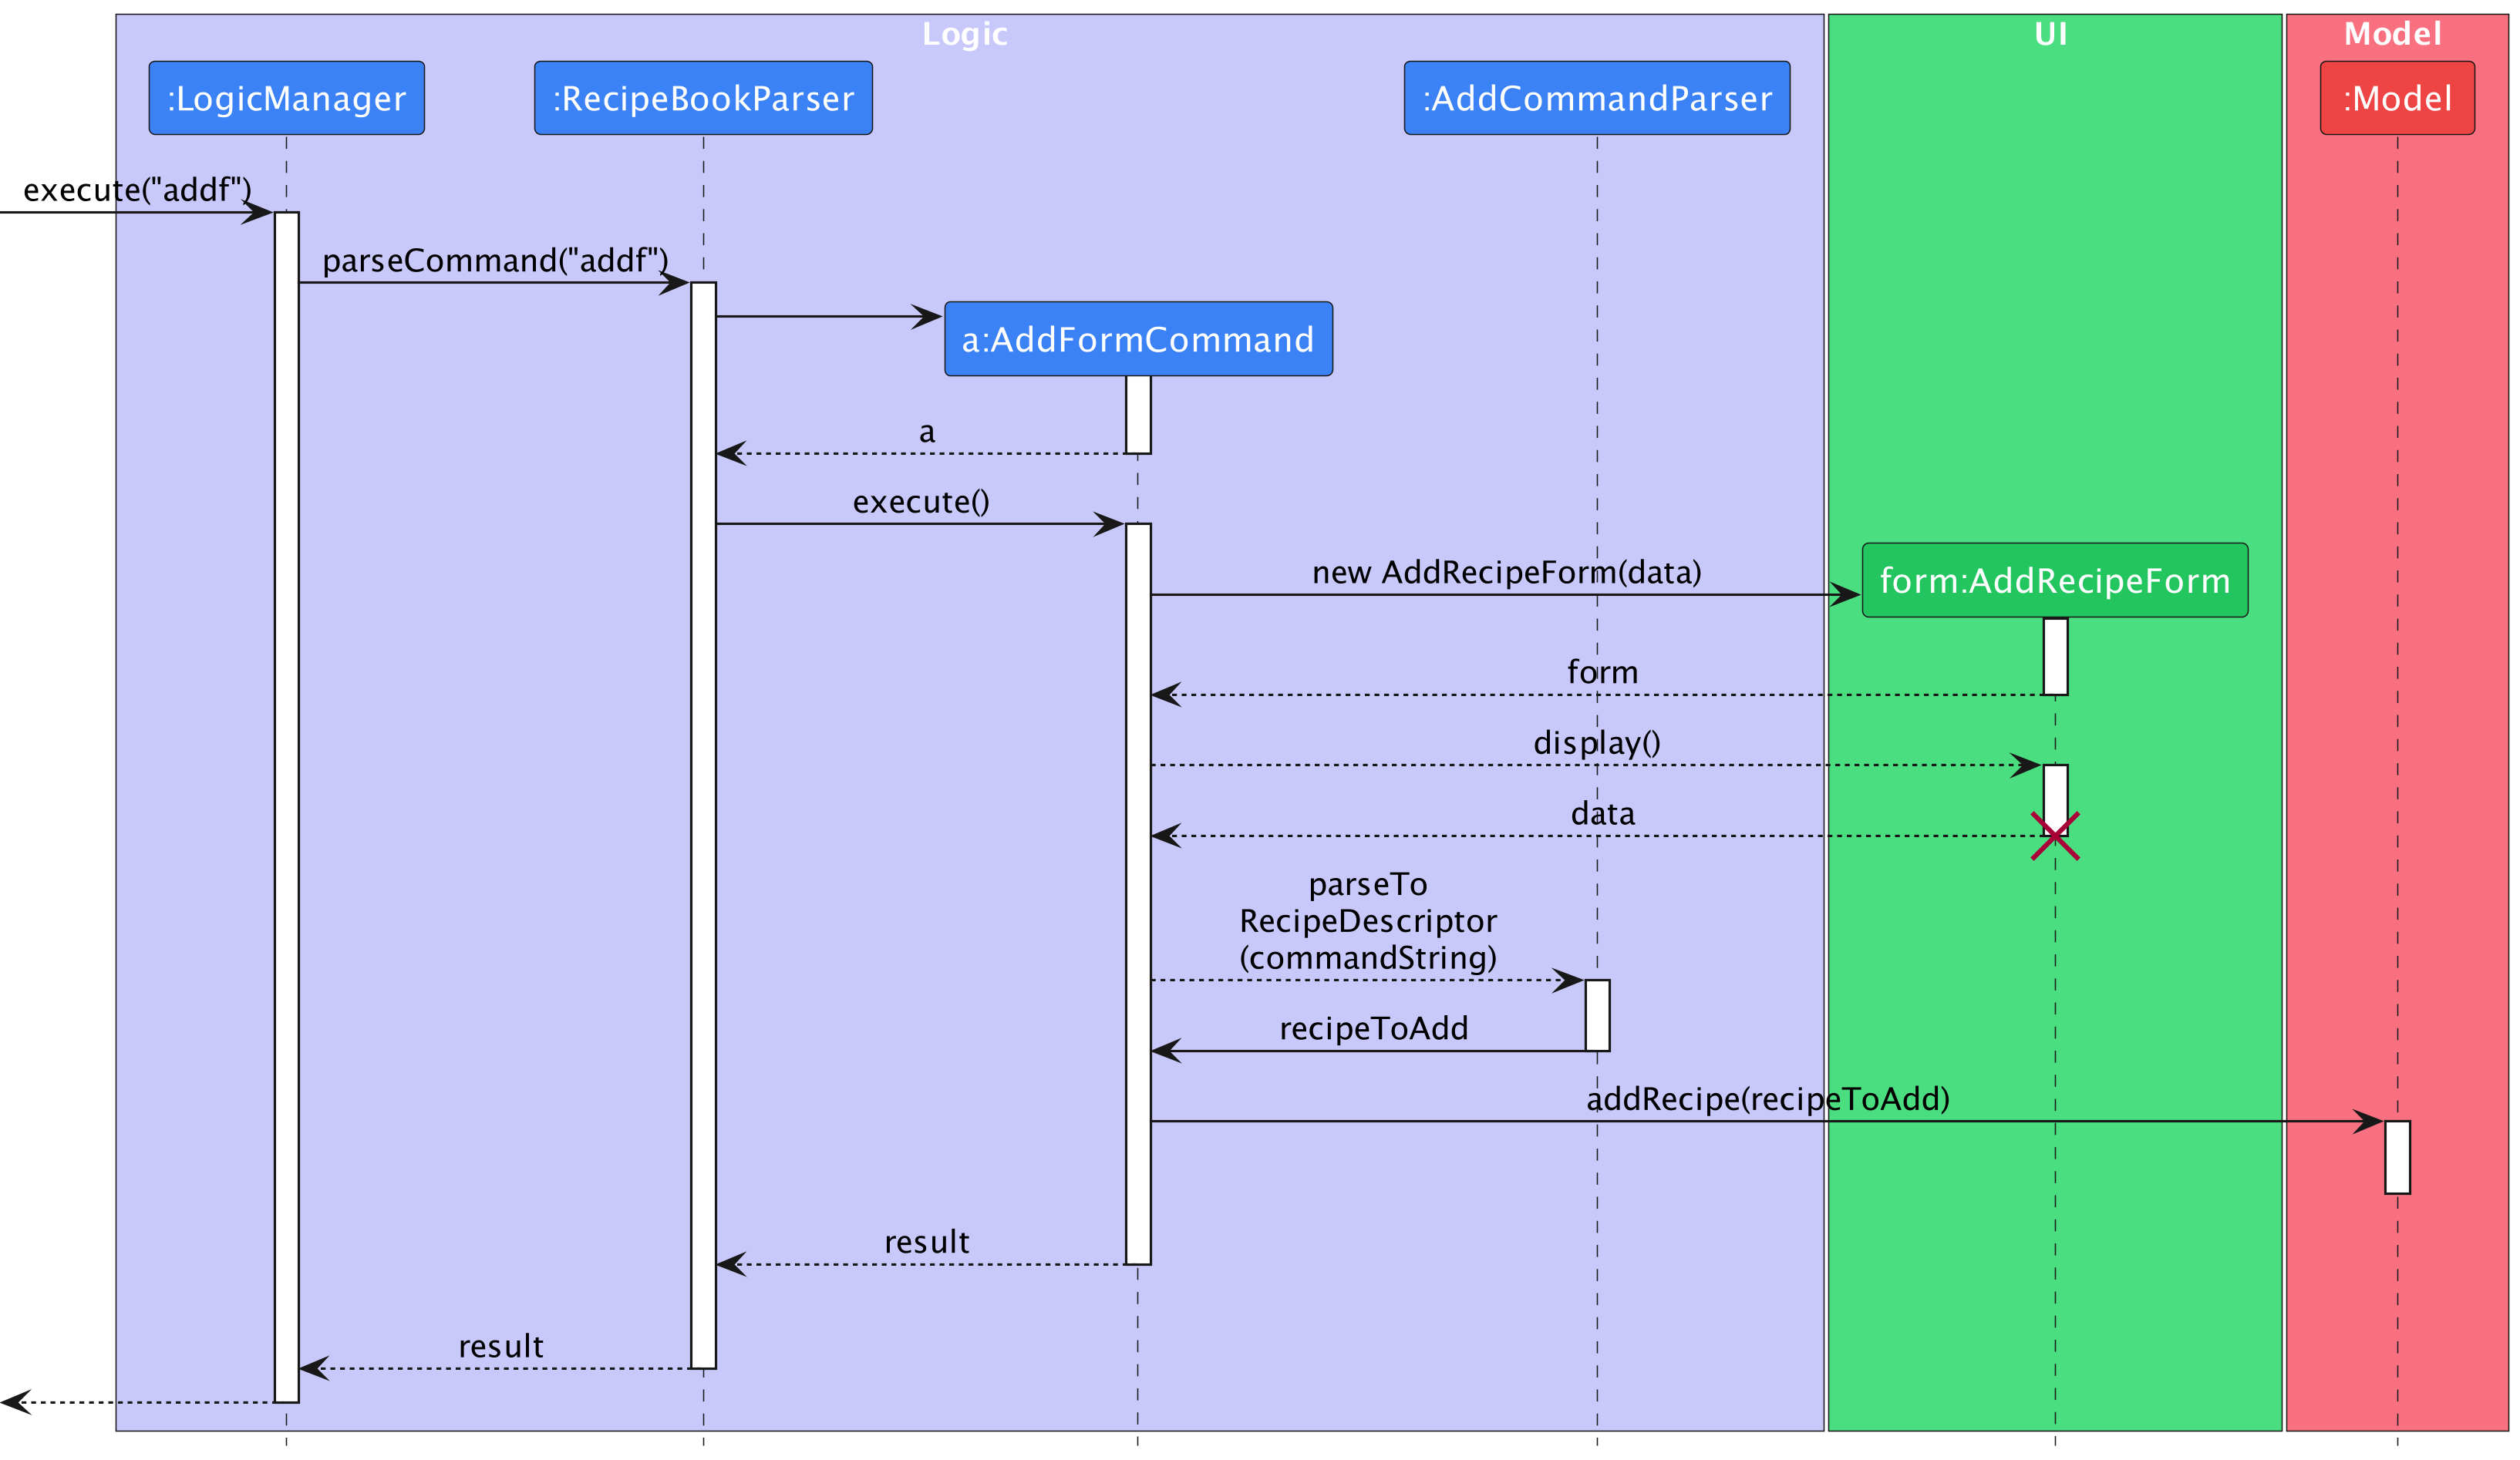 Logic
UI
Model
:LogicManager
:RecipeBookParser
:AddCommandParser
:Model
execute("addf")
parseCommand("addf")
a:AddFormCommand
a
execute()
new AddRecipeForm(data)
form:AddRecipeForm
form
display()
data
parseTo
RecipeDescriptor
(commandString)
recipeToAdd
addRecipe(recipeToAdd)
result
result